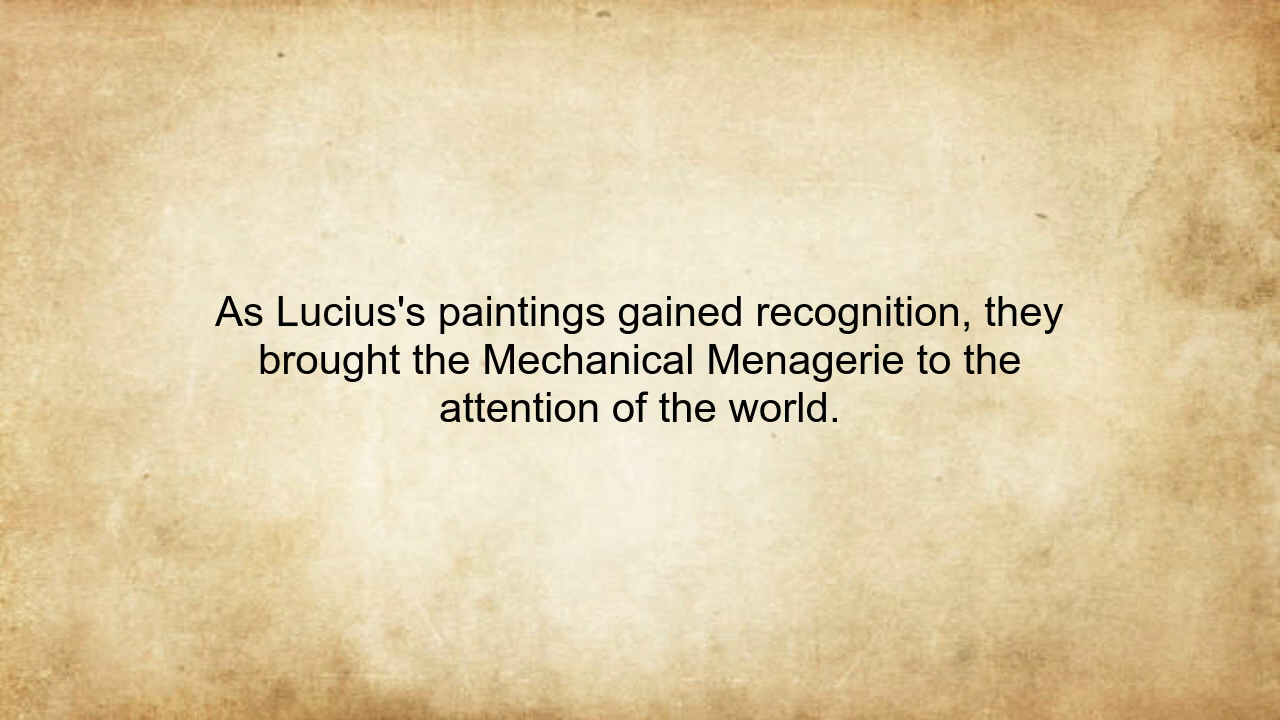 As Lucius's paintings gained recognition, they
brought the Mechanical Menagerie to the
attention of the world.